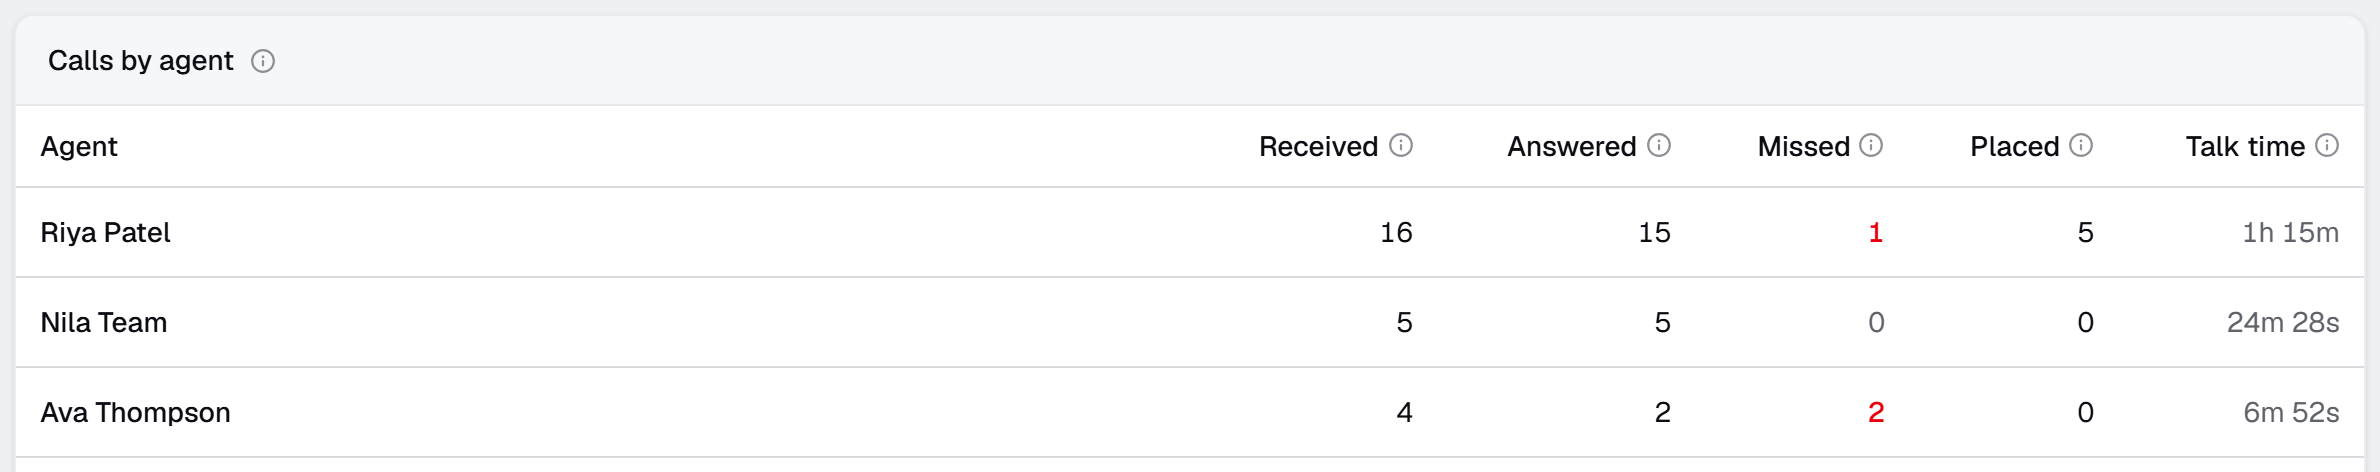 Calls by agent
Agent Received Answered Missed Placed Talk time
Riya Patel 16 15 1 5 1h 15m
Nila Team 5 5 0 0 24m 28s
Ava Thompson 4 2 2 0 6m 52s